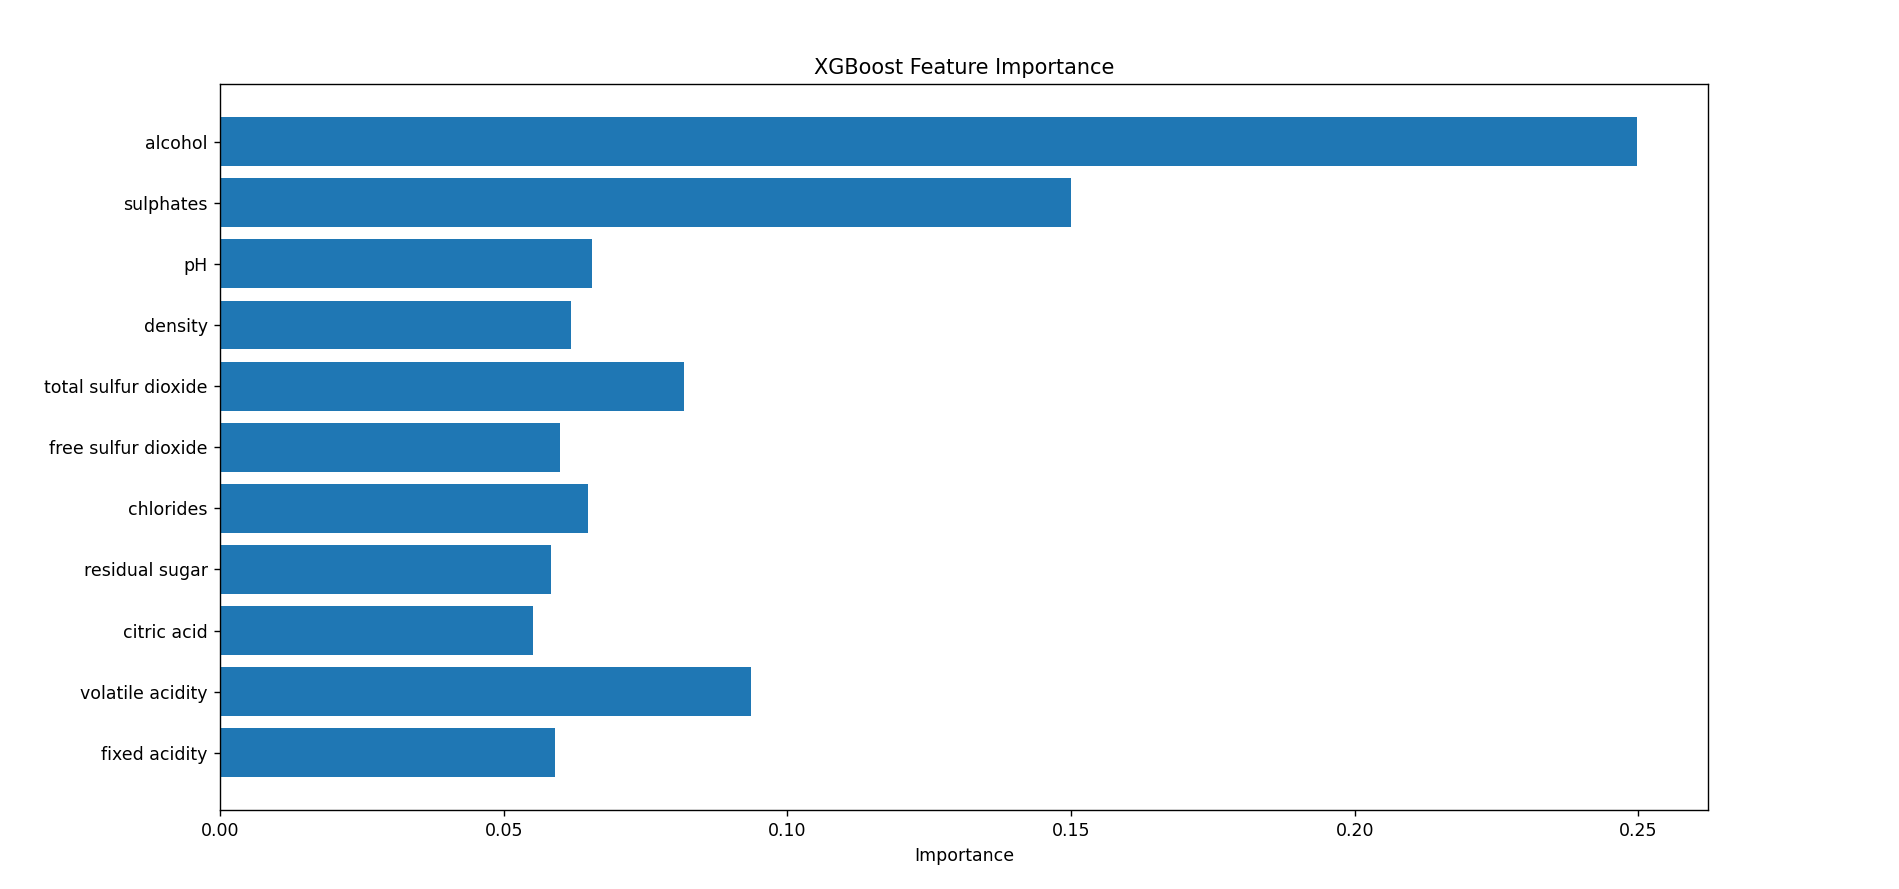 XGBoost Feature Importance
alcohol
sulphates
pH
density
total sulfur dioxide
free sulfur dioxide
chlorides
residual sugar
citric acid
volatile acidity
fixed acidity
0.00 0.05 0.10 0.15 0.20 0.25
Importance